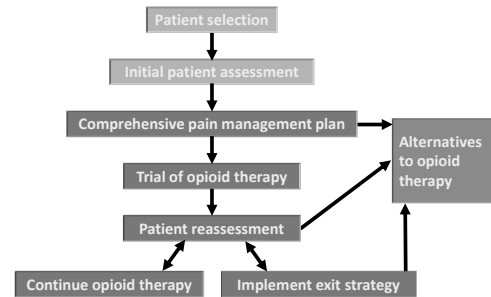 Patient selection
Initial patient assessment
Comprehensive pain management plan
Alternatives
to opioid
therapy
Trial of opioid therapy
Patient reassessment
Continue opioid therapy
Implement exit strategy